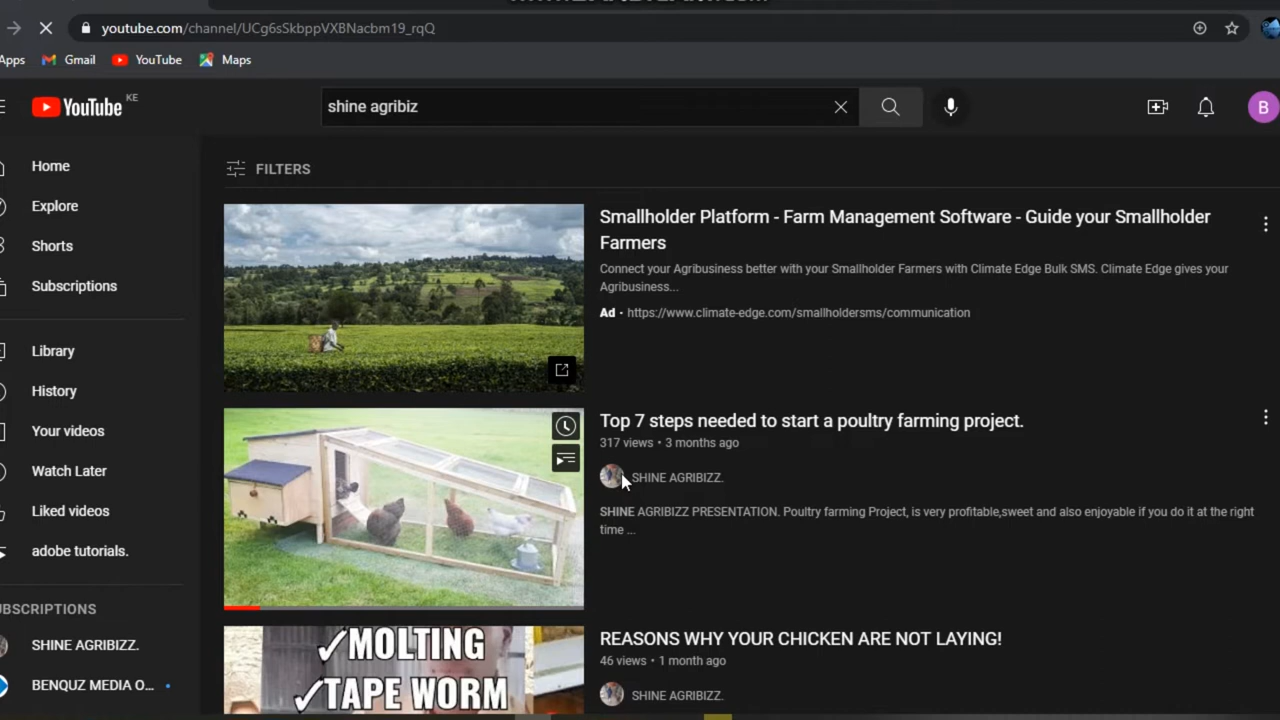 youtube.com/channel/UCg6sSkbppVXBNacbm19_rqQ
Apps Gmail YouTube Maps
YouTube KE
shine agribiz
B
Home
Explore
Shorts
Subscriptions
Library
History
Your videos
Watch Later
Liked videos
adobe tutorials.
UBSCRIPTIONS
SHINE AGRIBIZZ.
BENQUZ MEDIA O...
FILTERS
Smallholder Platform - Farm Management Software - Guide your Smallholder
Farmers
Connect your Agribusiness better with your Smallholder Farmers with Climate Edge Bulk SMS. Climate Edge gives your
Agribusiness...
Ad • https://www.climate-edge.com/smallholdersms/communication
Top 7 steps needed to start a poultry farming project.
317 views • 3 months ago
SHINE AGRIBIZZ.
SHINE AGRIBIZZ PRESENTATION. Poultry farming Project, is very profitable,sweet and also enjoyable if you do it at the right
time ...
✓MOLTING
✓TAPE WORM
REASONS WHY YOUR CHICKEN ARE NOT LAYING!
46 views • 1 month ago
SHINE AGRIBIZZ.